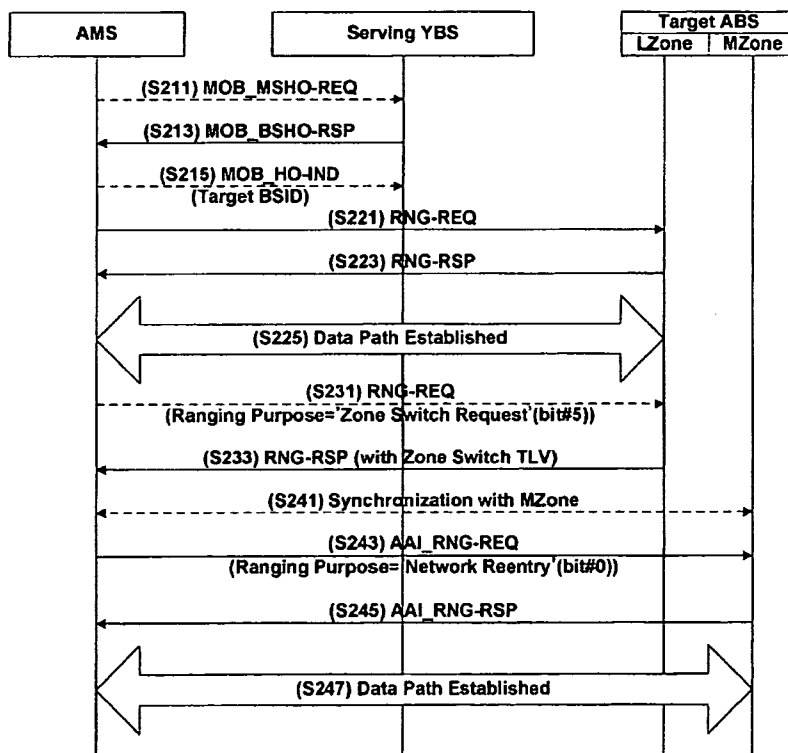 AMS
Serving YBS
Target ABS
LZone MZone
(S211) MOB_MSHO-REQ
(S213) MOB_BSHO-RSP
(S215) MOB_HO-IND
(Target BSID)
(S221) RNG-REQ
(S223) RNG-RSP
(S225) Data Path Established
(S231) RNG-REQ
(Ranging Purpose='Zone Switch Request'(bit#5))
(S233) RNG-RSP (with Zone Switch TLV)
(S241) Synchronization with MZone
(S243) AAI_RNG-REQ
(Ranging Purpose='Network Reentry'(bit#0))
(S245) AAI_RNG-RSP
(S247) Data Path Established